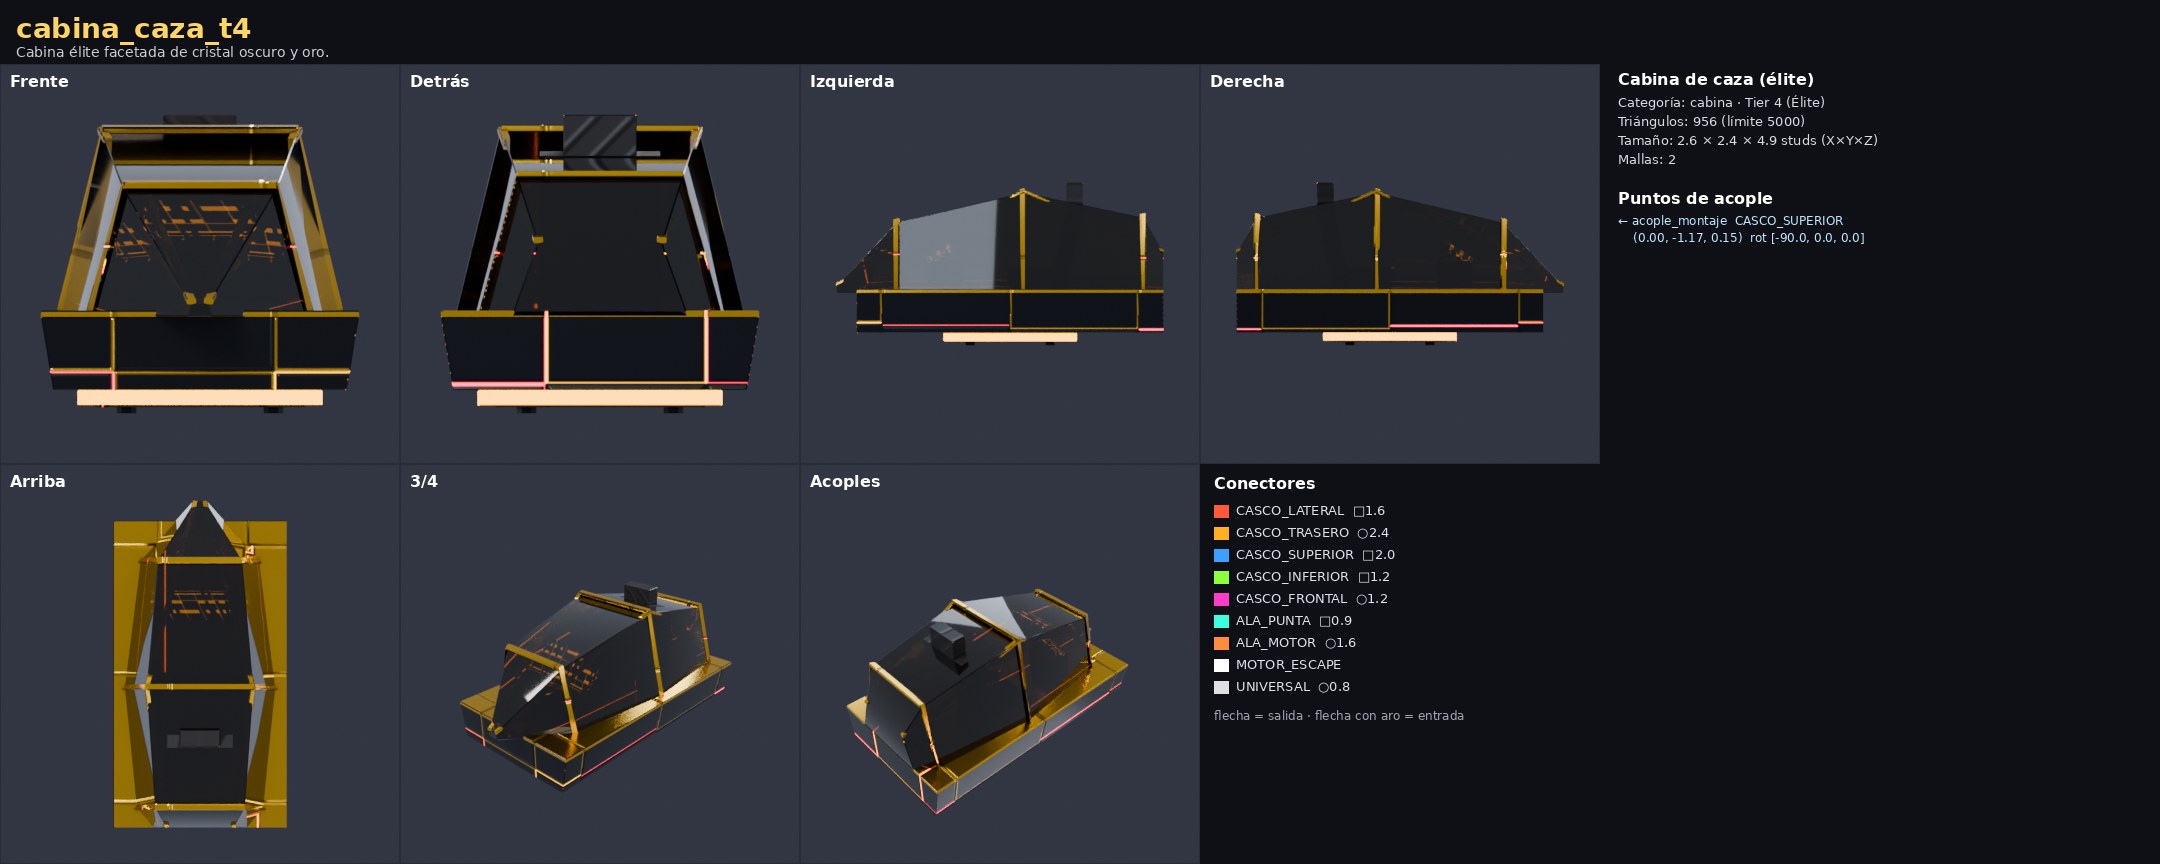 cabina_caza_t4
Cabina élite facetada de cristal oscuro y oro.
Frente
Detrás
Izquierda
Derecha
Cabina de caza (élite)
Categoría: cabina · Tier 4 (Élite)
Triángulos: 956 (límite 5000)
Tamaño: 2.6 × 2.4 × 4.9 studs (X×Y×Z)
Mallas: 2
Puntos de acople
← acople_montaje  CASCO_SUPERIOR
(0.00, -1.17, 0.15)  rot [-90.0, 0.0, 0.0]
Arriba
3/4
Acoples
Conectores
CASCO_LATERAL □1.6
CASCO_TRASERO ○2.4
CASCO_SUPERIOR □2.0
CASCO_INFERIOR □1.2
CASCO_FRONTAL ○1.2
ALA_PUNTA □0.9
ALA_MOTOR ○1.6
MOTOR_ESCAPE
UNIVERSAL ○0.8
flecha = salida · flecha con aro = entrada